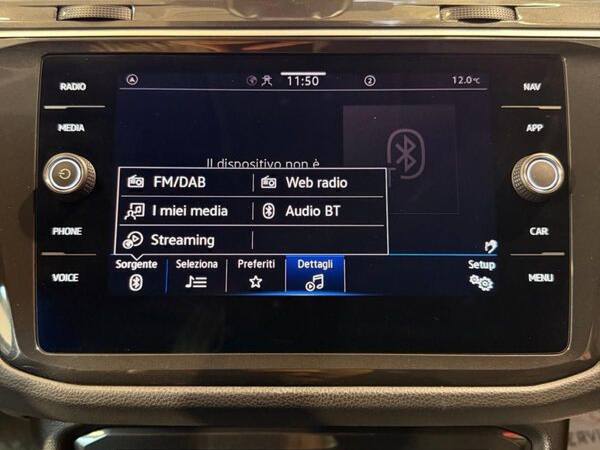 RADIO
MEDIA
PHONE
VOICE
11:50
2
12.0°C
Il dispositivo non è
FM/DAB
Web radio
I miei media
Audio BT
Streaming
Sorgente
Seleziona
Preferiti
Dettagli
Setup
NAV
APP
CAR
MENU